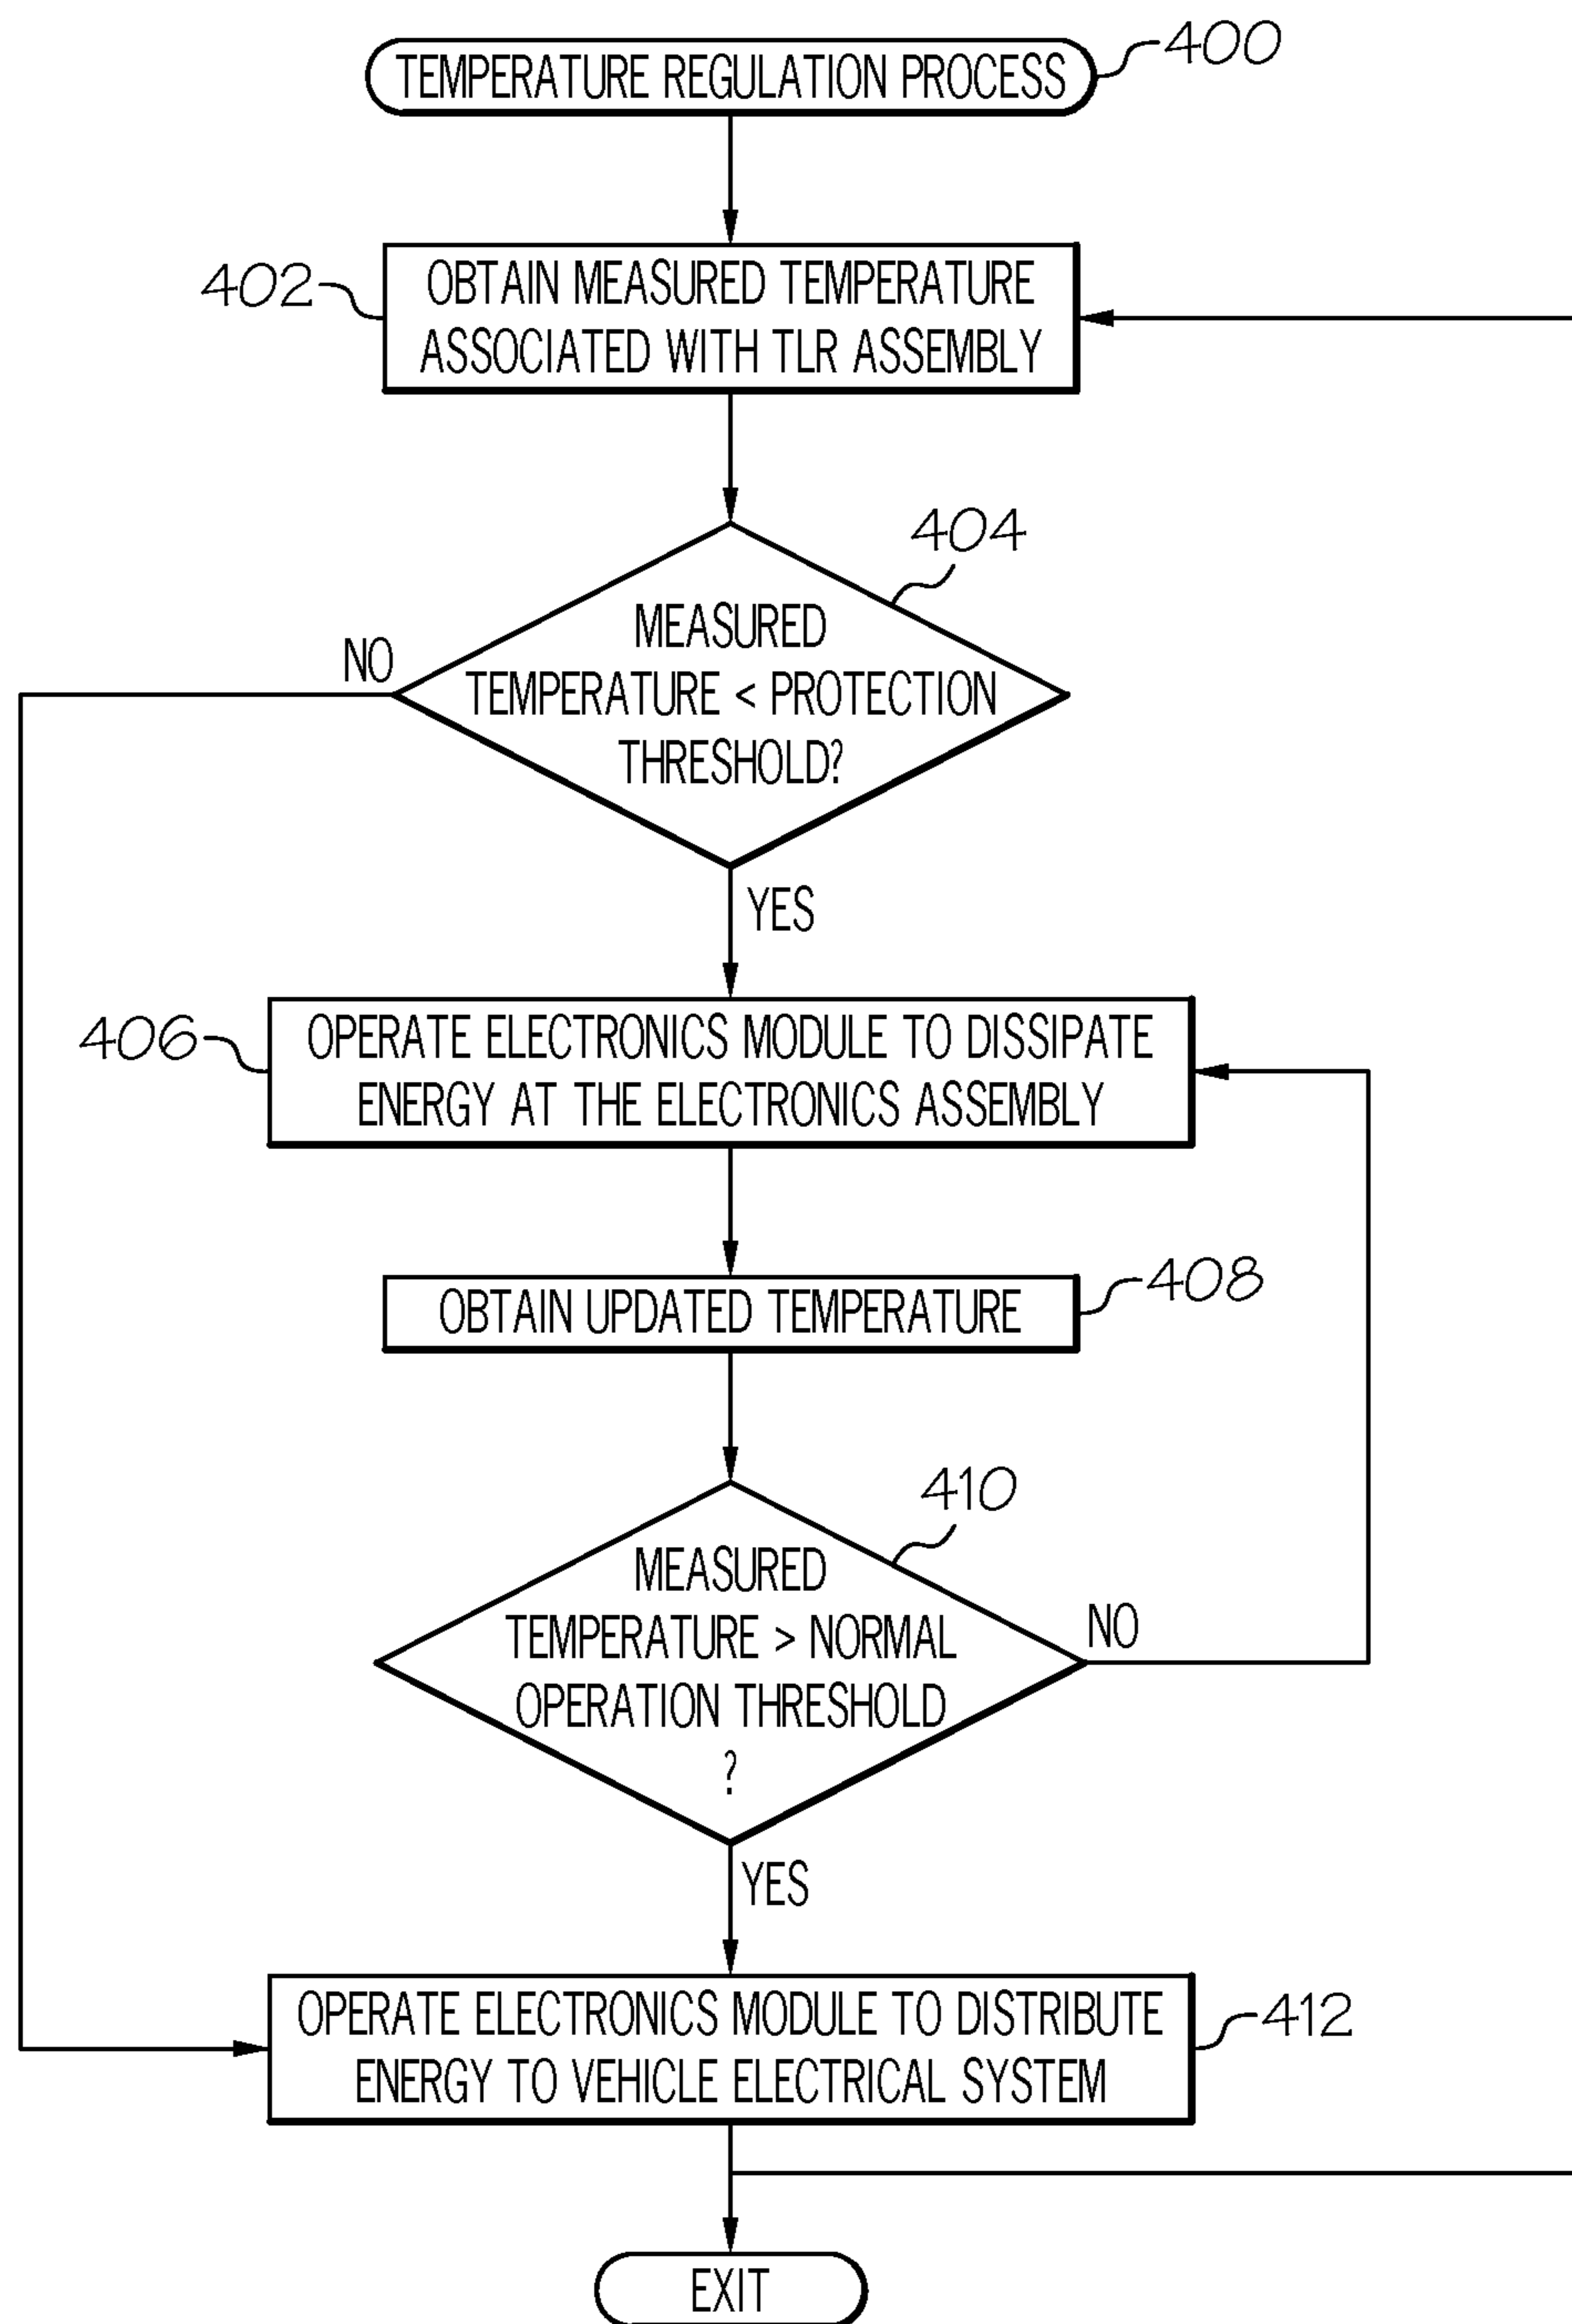 TEMPERATURE REGULATION PROCESS
400
402
OBTAIN MEASURED TEMPERATURE
ASSOCIATED WITH TLR ASSEMBLY
404
MEASURED
TEMPERATURE < PROTECTION
THRESHOLD?
NO
YES
406
OPERATE ELECTRONICS MODULE TO DISSIPATE
ENERGY AT THE ELECTRONICS ASSEMBLY
OBTAIN UPDATED TEMPERATURE
408
410
MEASURED
TEMPERATURE > NORMAL
OPERATION THRESHOLD
?
NO
YES
OPERATE ELECTRONICS MODULE TO DISTRIBUTE
ENERGY TO VEHICLE ELECTRICAL SYSTEM
412
EXIT